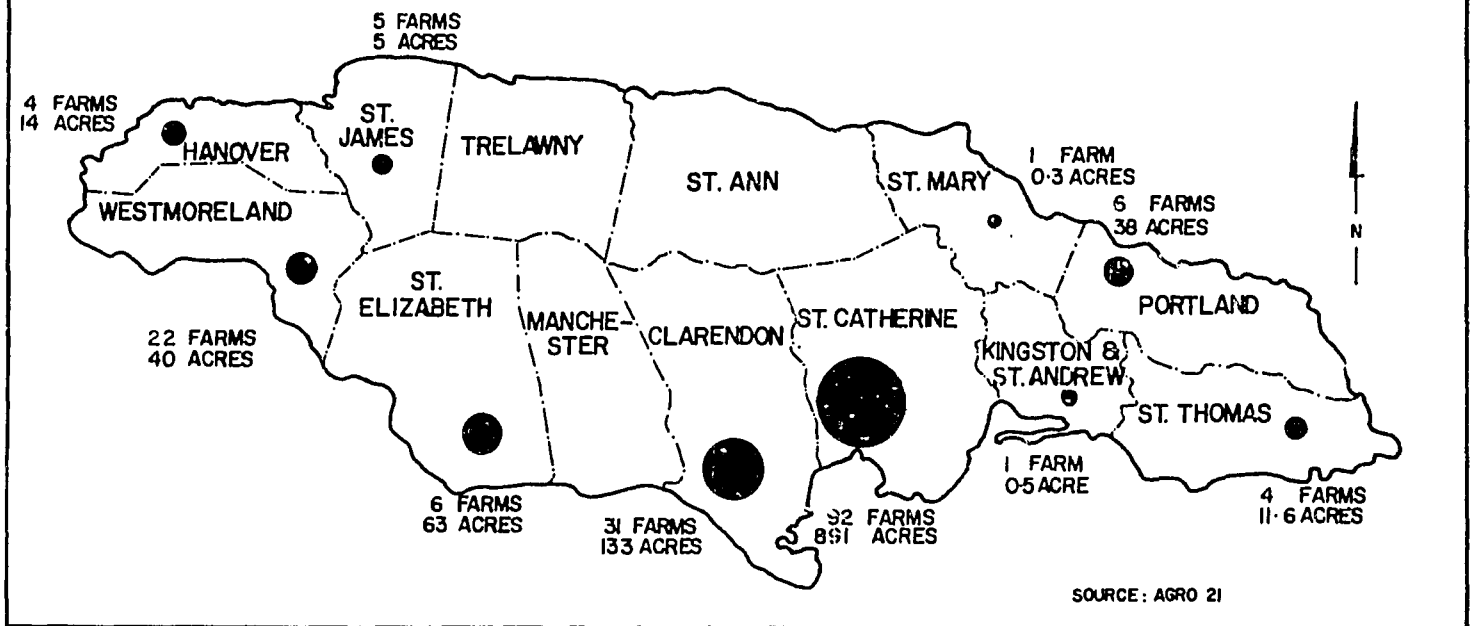 5 FARMS
5 ACRES
4 FARMS
14 ACRES
HANOVER
WESTMORELAND
ST.
JAMES
TRELAWNY
ST. ANN
ST. MARY
1 FARM
0·3 ACRES
6 FARMS
38 ACRES
N
PORTLAND
22 FARMS
40 ACRES
ST.
ELIZABETH
MANCHE-
STER
CLARENDON
ST. CATHERINE
KINGSTON &
ST. ANDREW
ST. THOMAS
6 FARMS
63 ACRES
31 FARMS
133 ACRES
92 FARMS
891 ACRES
1 FARM
0·5 ACRE
4 FARMS
11·6 ACRES
SOURCE: AGRO 21